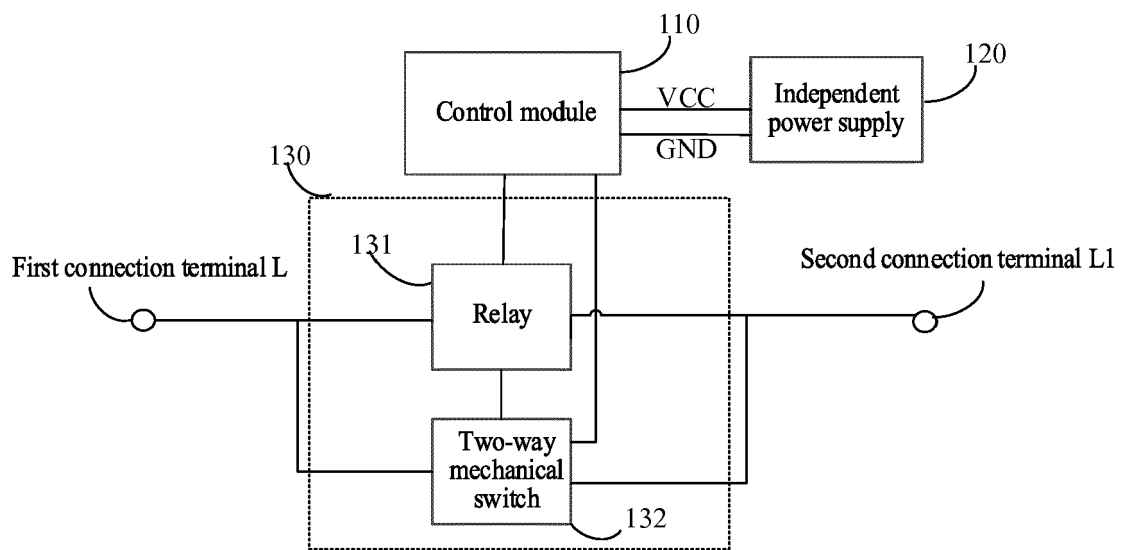 110
120
Control module
VCC
GND
Independent
power supply
130
131
First connection terminal L
Second connection terminal L1
Relay
Two-way
mechanical
switch
132